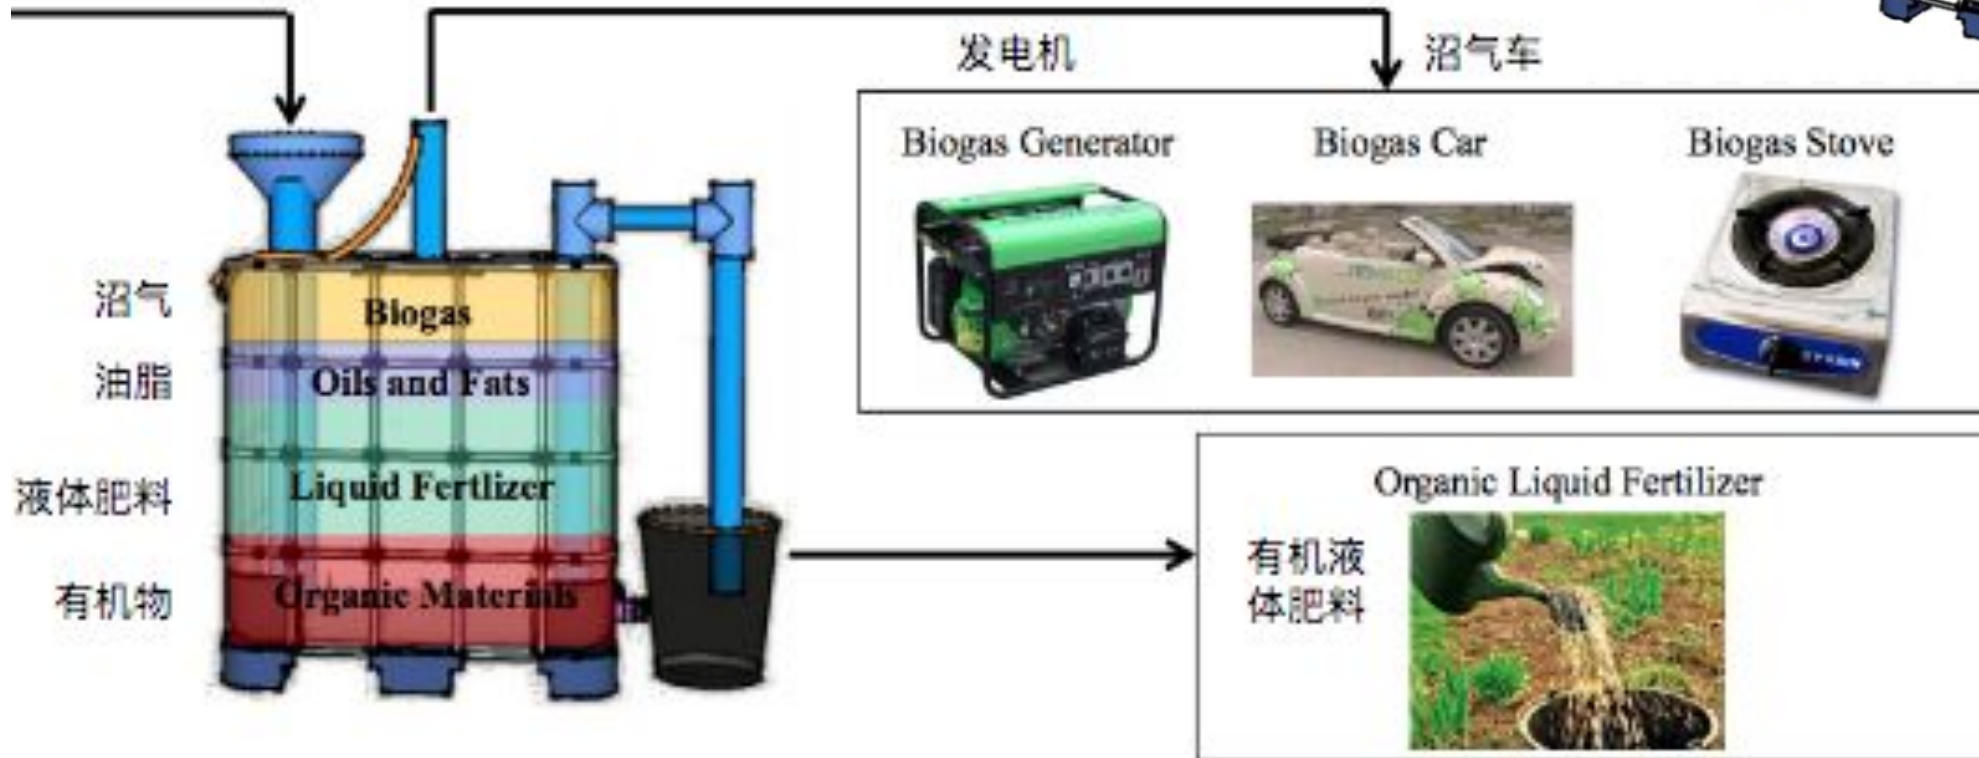 发电机
沼气车
Biogas Generator
Biogas Car
Biogas Stove
沼气
Biogas
油脂
Oils and Fats
液体肥料
Liquid Fertlizer
有机物
Organic Materials
Organic Liquid Fertilizer
有机液
体肥料